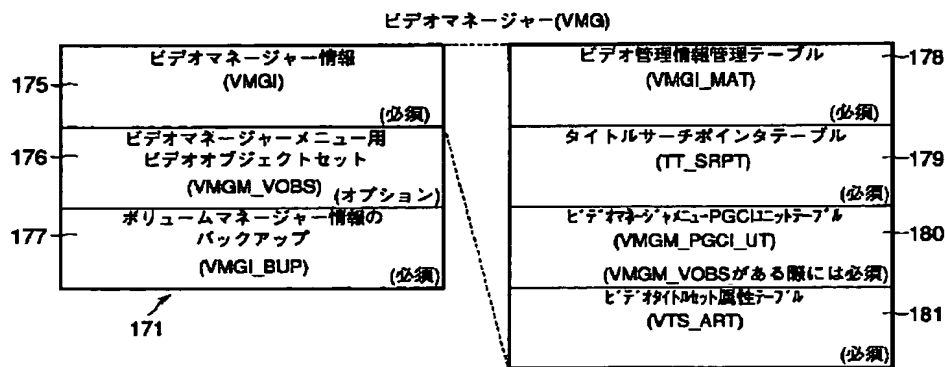 ビデオマネージャー(VMG)
175
ビデオマネージャー情報
(VMGI)
(必須)
176
ビデオマネージャーメニュー用
ビデオオブジェクトセット
(VMGM_VOBS)
(オプション)
177
ボリュームマネージャー情報の
バックアップ
(VMGI_BUP)
(必須)
171
ビデオ管理情報管理テーブル
(VMGI_MAT)
(必須)
178
タイトルサーチポインタテーブル
(TT_SRPT)
(必須)
179
ビデオマネージャメニューPGCIユニットテーブル
(VMGM_PGCI_UT)
(VMGM_VOBSがある際には必須)
180
ビデオタイトルセット属性テーブル
(VTS_ART)
(必須)
181